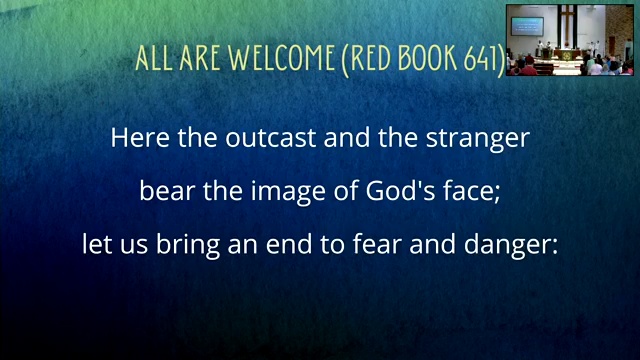 ALL ARE WELCOME (RED BOOK 641)
Here the outcast and the stranger
bear the image of God's face;
let us bring an end to fear and danger: